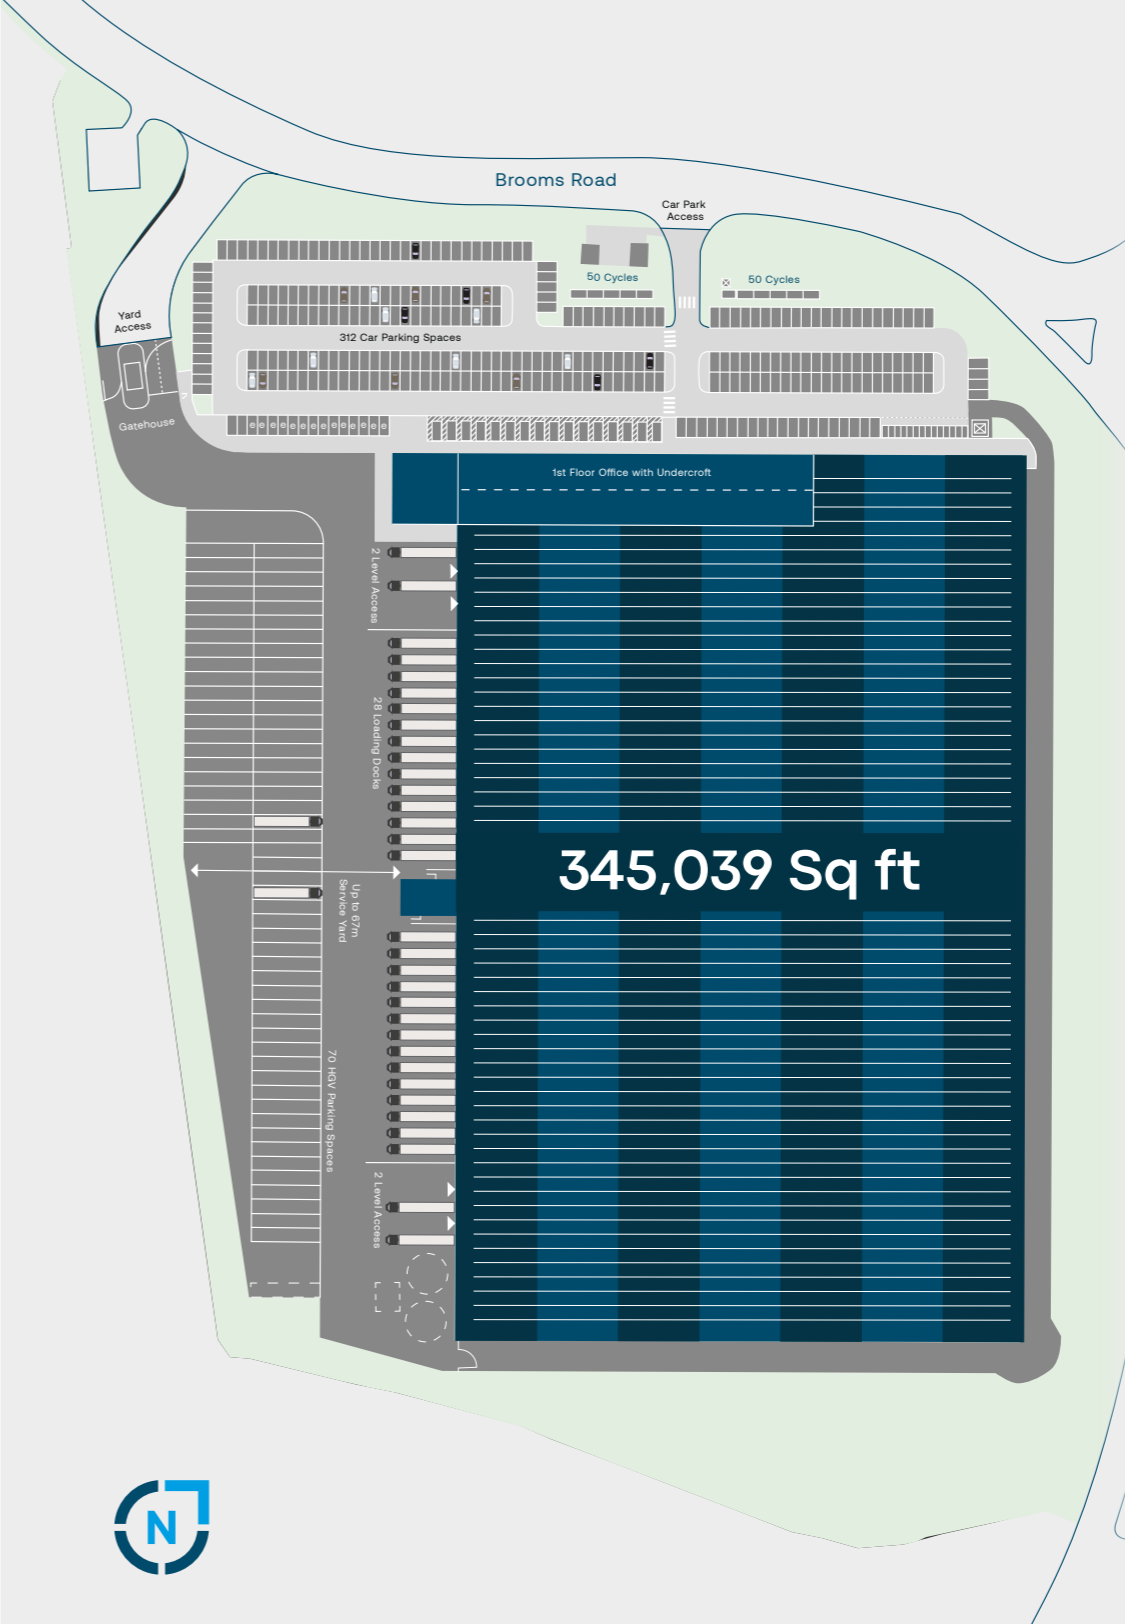 Brooms Road
Car Park
Access
50 Cycles
50 Cycles
Yard
Access
312 Car Parking Spaces
Gatehouse
e e e e e e e e e e e e e e
1st Floor Office with Undercroft
2 Level Access
28 Loading Docks
345,039 Sq ft
Up to 67m
Service Yard
70 HGV Parking Spaces
2 Level Access
N